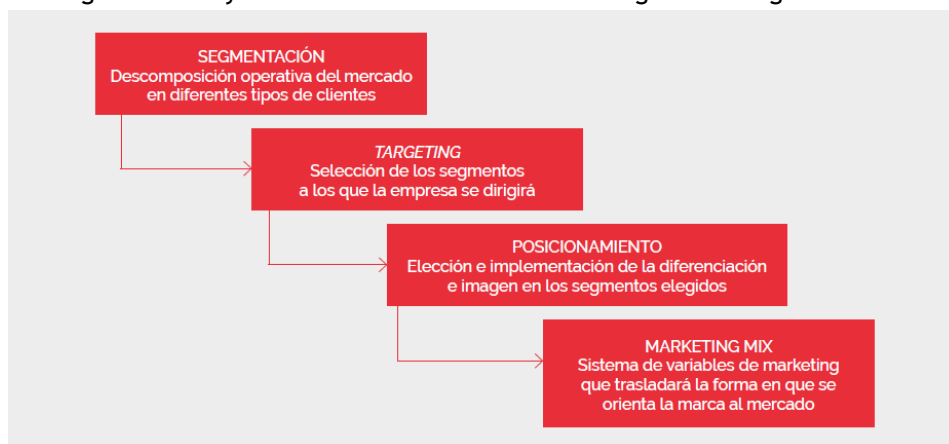 SEGMENTACIÓN
Descomposición operativa del mercado
en diferentes tipos de clientes
TARGETING
Selección de los segmentos
a los que la empresa se dirigirá
POSICIONAMIENTO
Elección e implementación de la diferenciación
e imagen en los segmentos elegidos
MARKETING MIX
Sistema de variables de marketing
que trasladará la forma en que se
orienta la marca al mercado